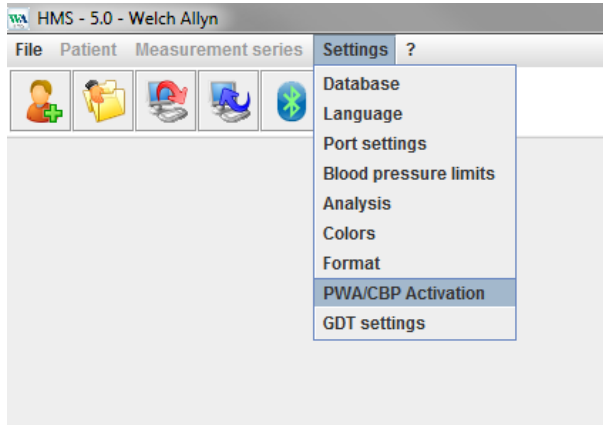 WA HMS - 5.0 - Welch Allyn
File Patient Measurement series Settings ?
Database
Language
Port settings
Blood pressure limits
Analysis
Colors
Format
PWA/CBP Activation
GDT settings